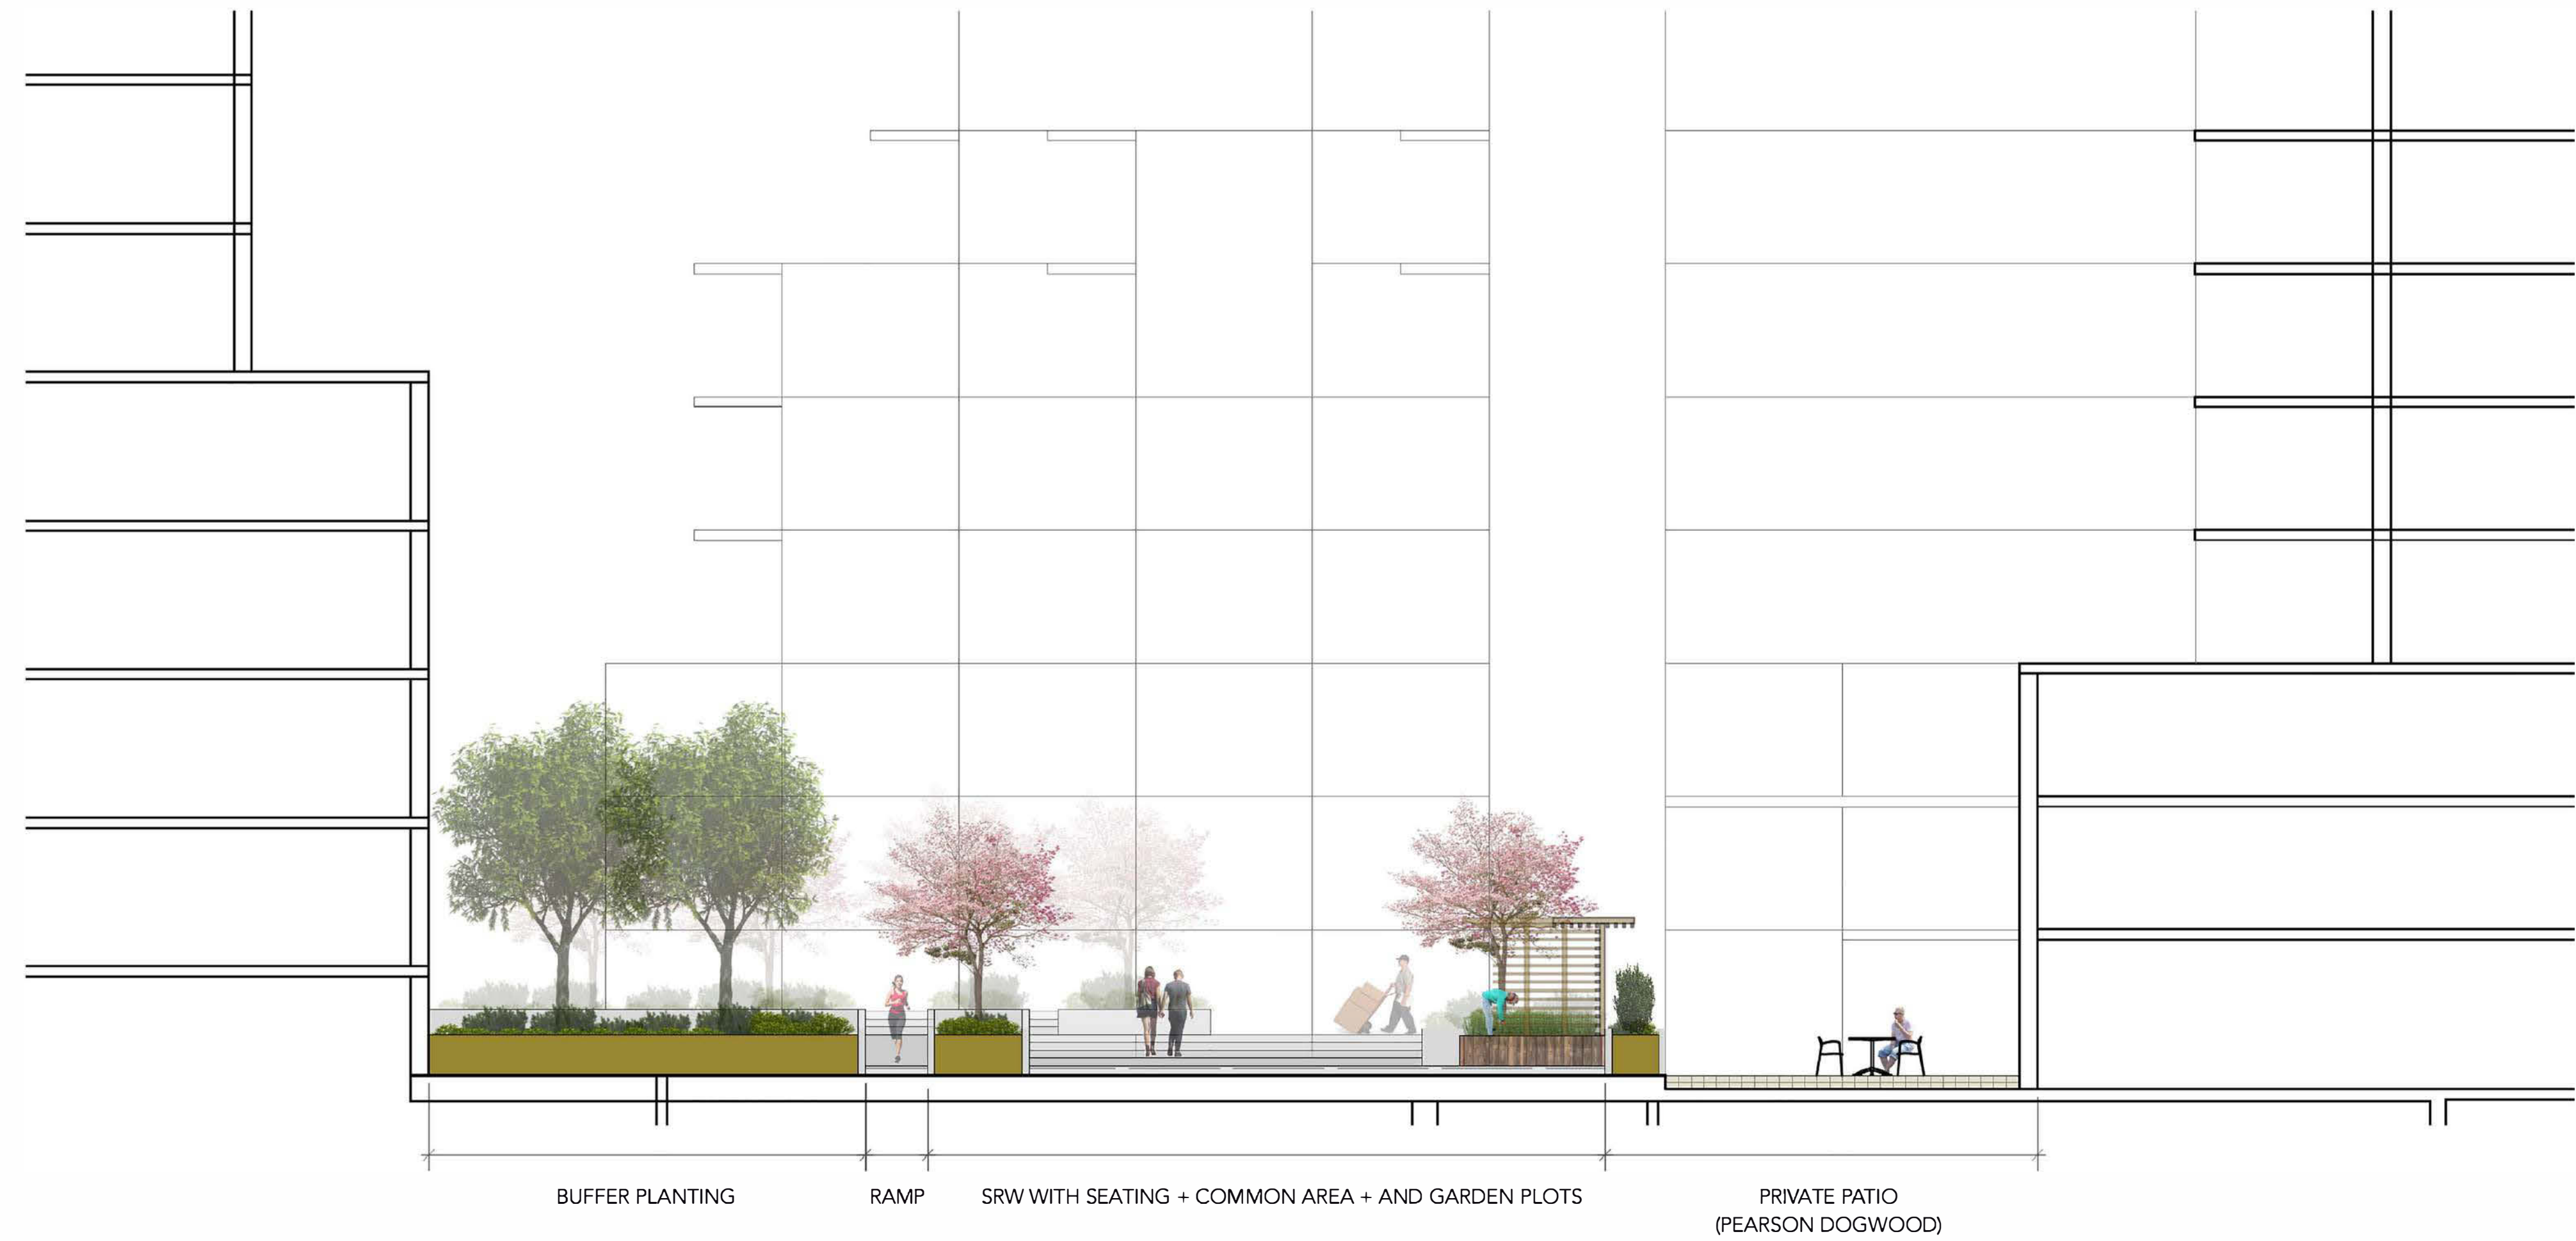 BUFFER PLANTING
RAMP
SRW WITH SEATING + COMMON AREA + AND GARDEN PLOTS
PRIVATE PATIO
(PEARSON DOGWOOD)